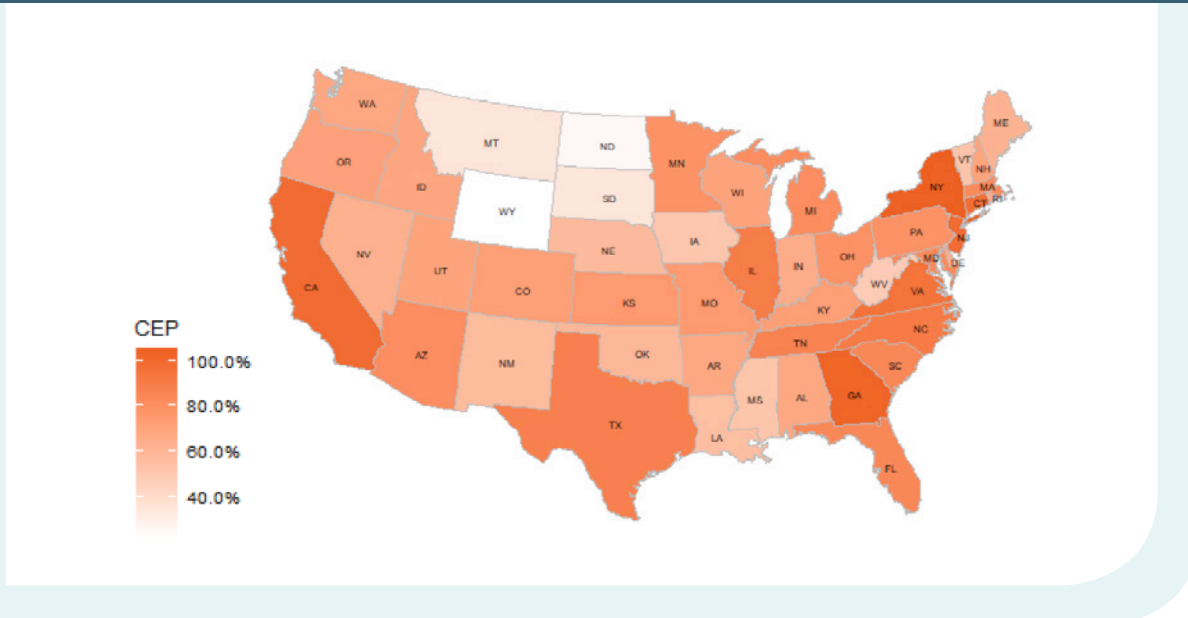 WA
ME
MT
ND
VT
OR
MN
NH
ID
SD
WI
NY
MA
WY
MI
CT
RI
IA
PA
NE
NJ
NV
OH
UT
IL
IN
MD
DE
CA
CO
WV
VA
KS
MO
KY
CEP
NC
TN
100.0%
AZ
NM
OK
AR
SC
80.0%
MS
AL
GA
TX
LA
60.0%
FL
40.0%